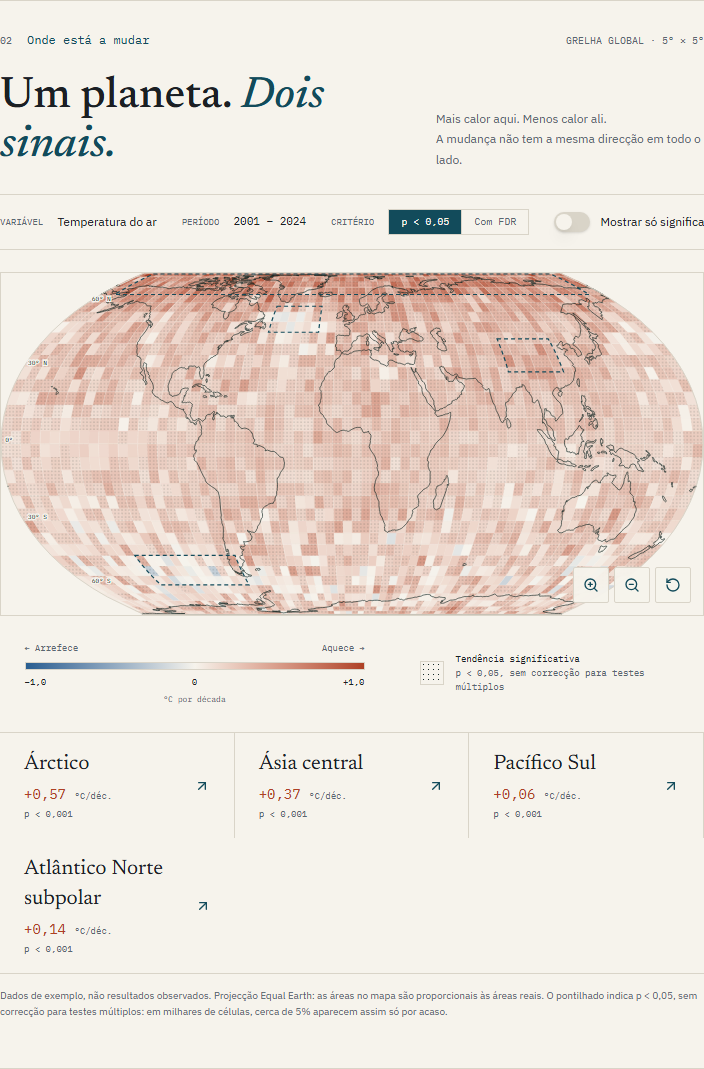 02 Onde está a mudar
GRELHA GLOBAL · 5° × 5°
Um planeta. Dois
sinais.
Mais calor aqui. Menos calor ali.
A mudança não tem a mesma direcção em todo o
lado.
VARIÁVEL Temperatura do ar PERÍODO 2001 – 2024 CRITÉRIO p < 0,05 Com FDR Mostrar só significa
60° N
30° N
0°
30° S
60° S
← Arrefece Aquece →
−1,0 0 +1,0
°C por década
Tendência significativa
p < 0,05, sem correcção para testes
múltiplos
Árctico
+0,57 °C/déc.
p < 0,001
Ásia central
+0,37 °C/déc.
p < 0,001
Pacífico Sul
+0,06 °C/déc.
p < 0,001
Atlântico Norte
subpolar
+0,14 °C/déc.
p < 0,001
Dados de exemplo, não resultados observados. Projecção Equal Earth: as áreas no mapa são proporcionais às áreas reais. O pontilhado indica p < 0,05, sem
correcção para testes múltiplos: em milhares de células, cerca de 5% aparecem assim só por acaso.